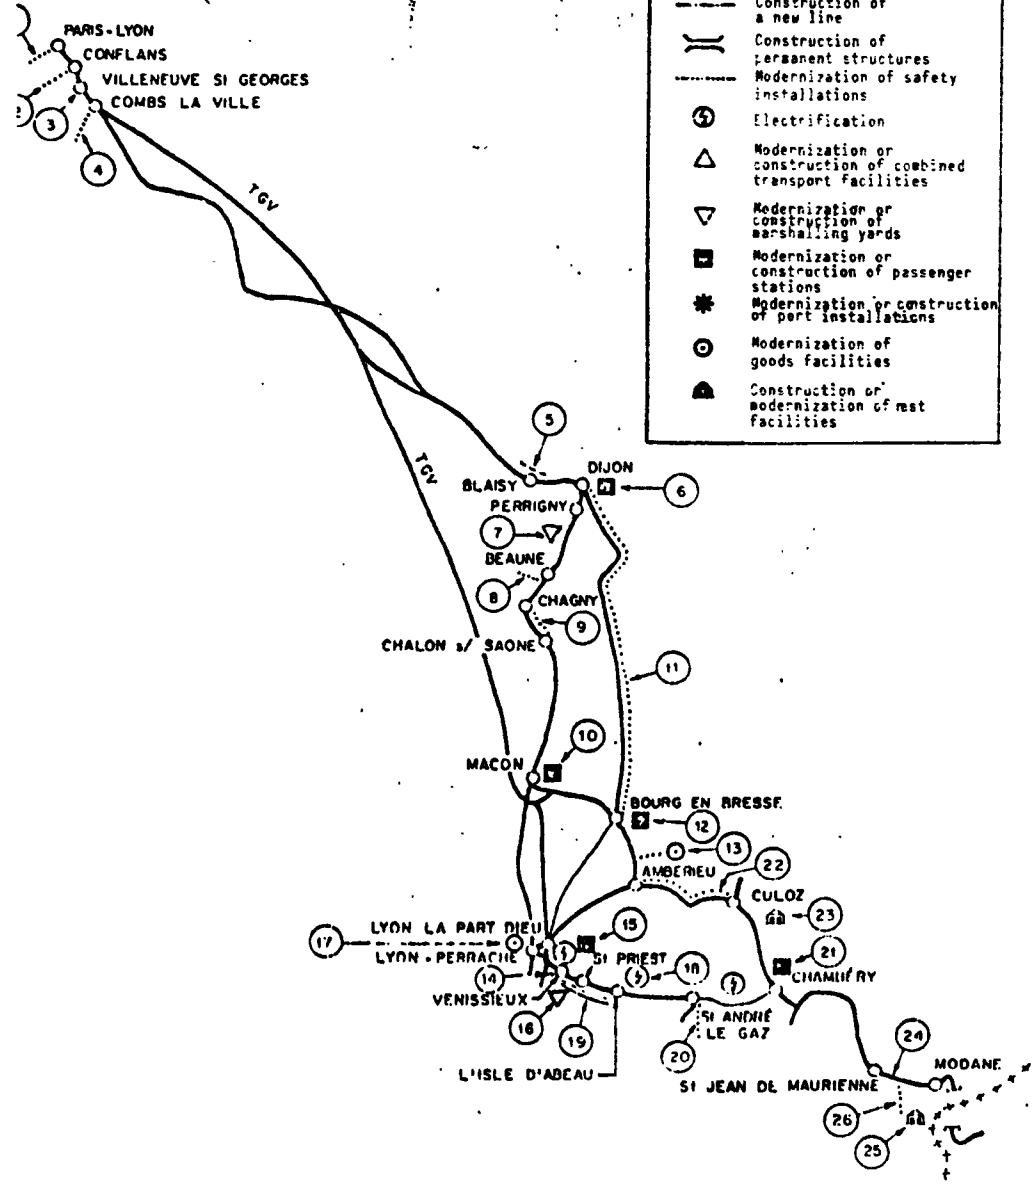 Construction of
a new line
Construction of
permanent structures
Modernization of safety
installations
Electrification
Modernization or
construction of combined
transport facilities
Modernization or
construction of
marshalling yards
Modernization or
construction of passenger
stations
Modernization or construction
of port installations
Modernization of
goods facilities
Construction or
modernization of rest
facilities
PARIS-LYON
CONFLANS
VILLENEUVE SI GEORGES
COMBS LA VILLE
2
3
4
TGV
TGV
5
BLAISY
DIJON
6
PERRIGNY
7
BEAUNE
8
CHAGNY
9
CHALON s/ SAONE
11
10
MACON
BOURG EN BRESSE
12
13
AMBERIEU
22
CULOZ
23
LYON LA PART DIEU
15
17
LYON - PERRACHE
ST PRIEST
18
21
CHAMBÉRY
14
VENISSIEUX
16
19
SI ANDRÉ
LE GAZ
20
L'ISLE D'ABEAU
24
MODANE
SI JEAN DE MAURIENNE
26
25